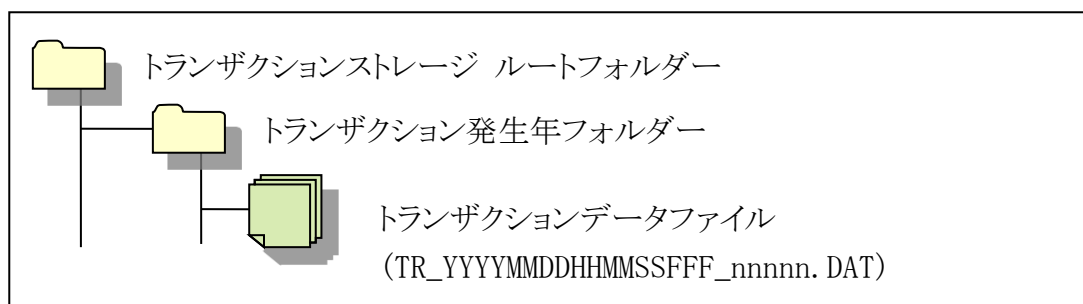 トランザクションストレージ ルートフォルダー
トランザクション発生年フォルダー
トランザクションデータファイル
(TR_YYYYMMDDHHMMSSFFF_nnnnn.DAT)